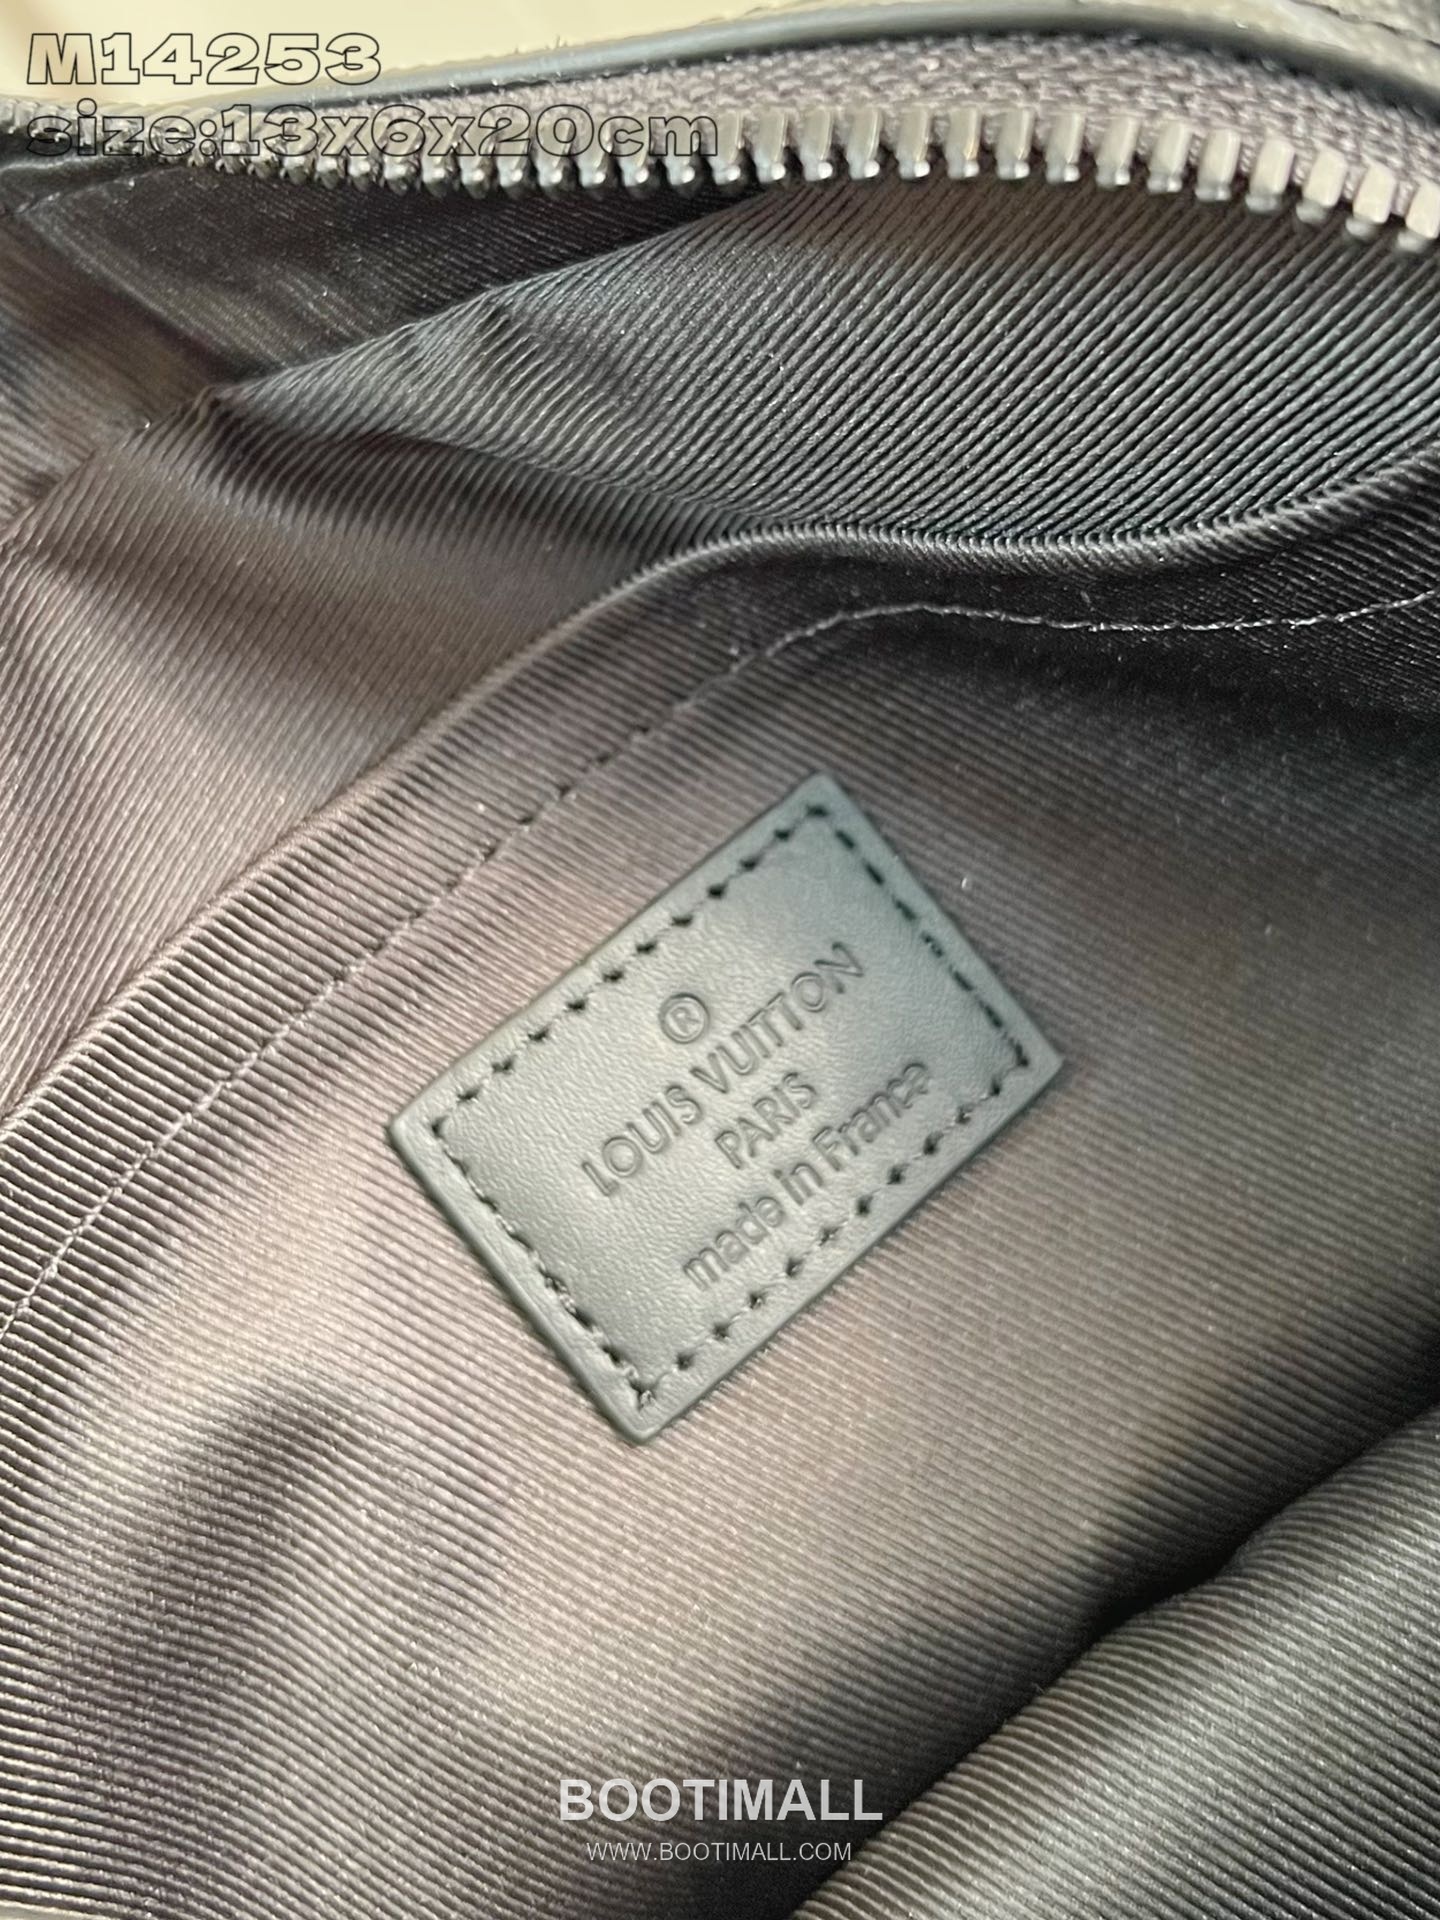 M14253
size:13x6x20cm
®
LOUIS VUITTON
PARIS
made in France
BOOTIMALL
WWW.BOOTIMALL.COM